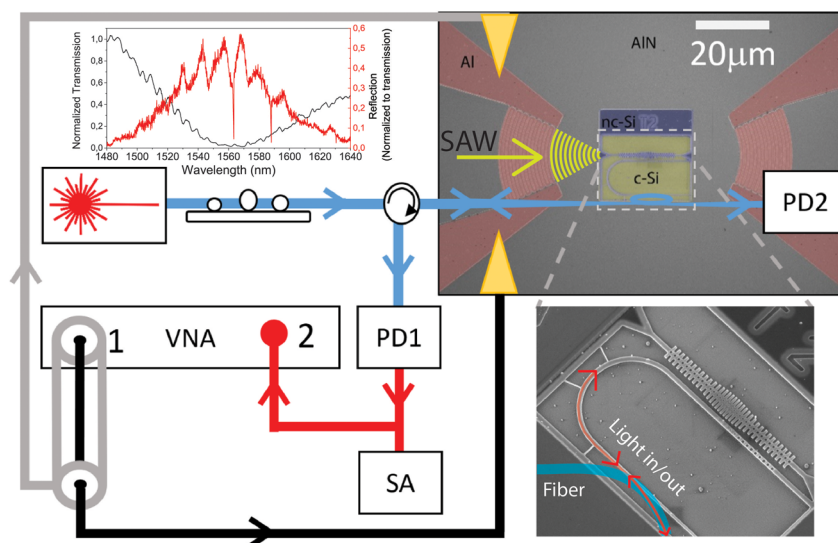 Normalized Transmission
1,0
0,8
0,6
0,4
0,2
0,0
1480 1500 1520 1540 1560 1580 1600 1620 1640
Wavelength (nm)
0,6
0,5
0,4
0,3
0,2
0,1
0,0
Reflection
(Normalized to transmission)
Al
AlN
20μm
nc-Si
T2
SAW
c-Si
PD2
1
VNA
2
PD1
SA
Light in/out
Fiber